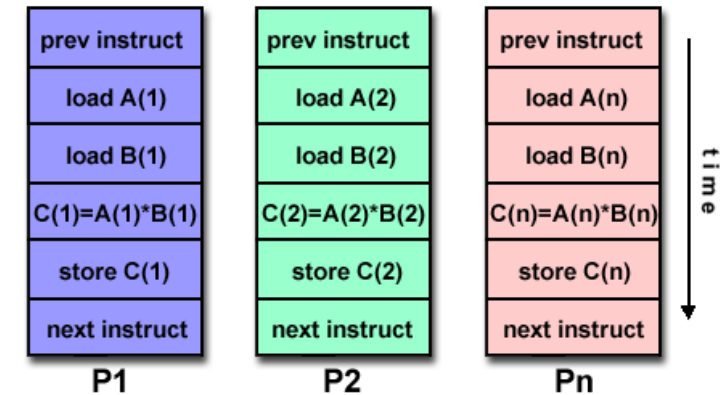 prev instruct
load A(1)
load B(1)
C(1)=A(1)*B(1)
store C(1)
next instruct
P1
prev instruct
load A(2)
load B(2)
C(2)=A(2)*B(2)
store C(2)
next instruct
P2
prev instruct
load A(n)
load B(n)
C(n)=A(n)*B(n)
store C(n)
next instruct
Pn
time